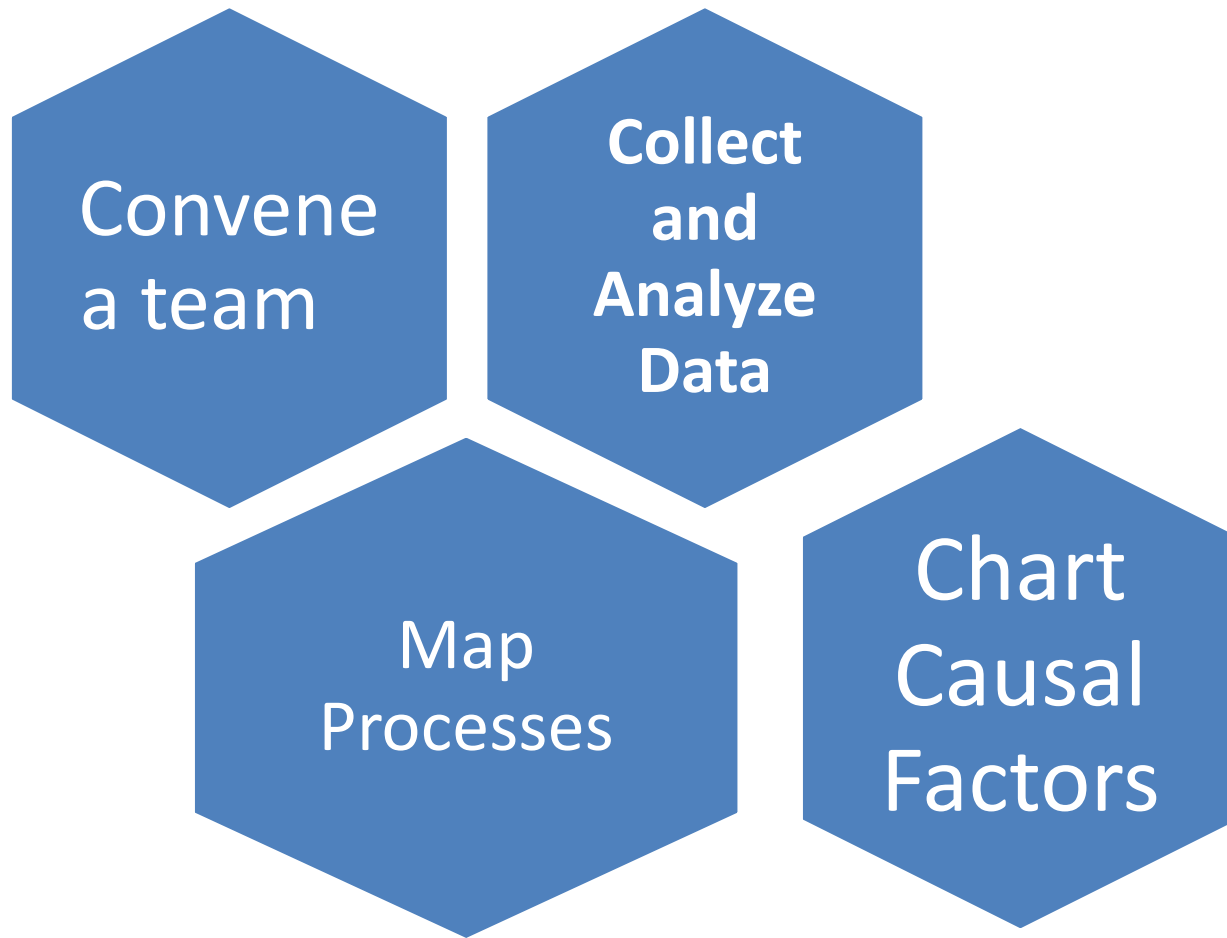 Convene
a team
Collect
and
Analyze
Data
Map
Processes
Chart
Causal
Factors